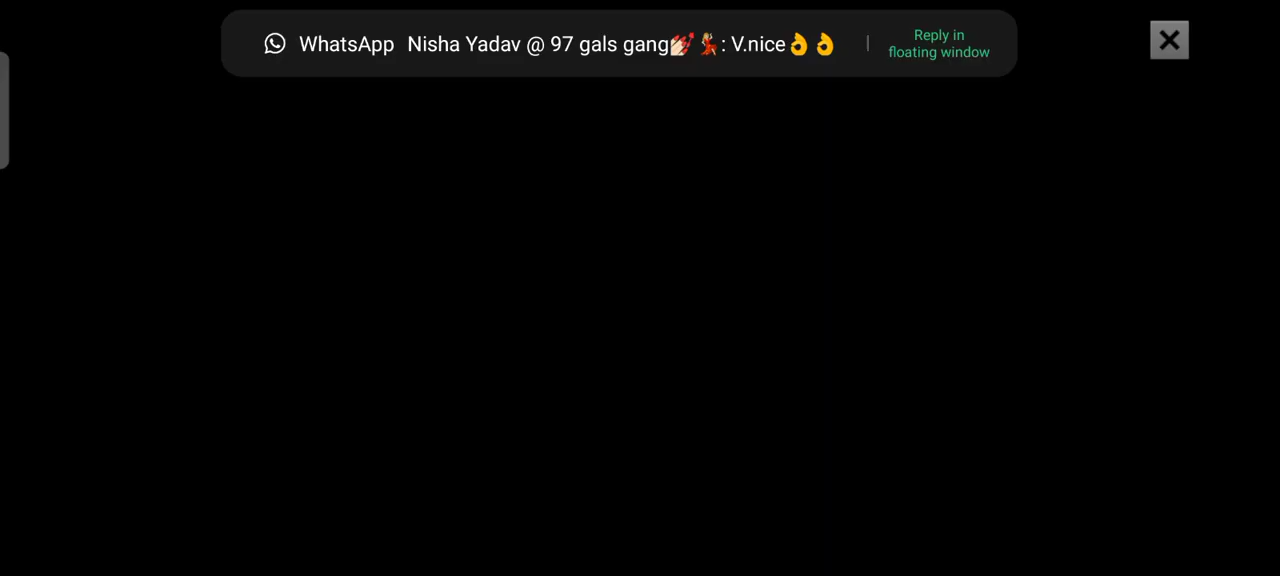 WhatsApp Nisha Yadav @ 97 gals gang💅💃: V.nice👌👌
Reply in
floating window